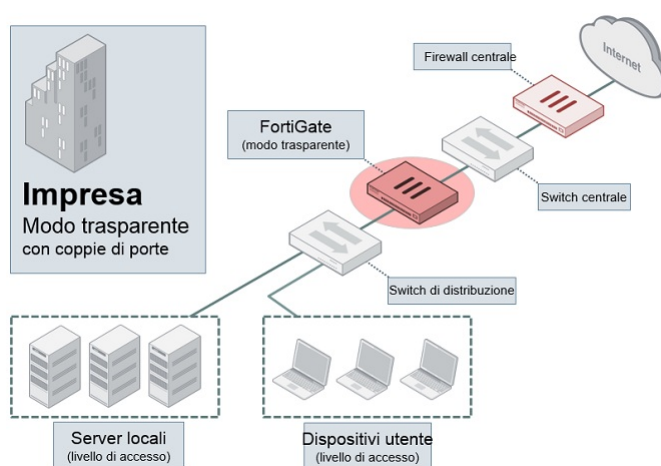 Internet
Firewall centrale
FortiGate
(modo trasparente)
Switch centrale
Impresa
Modo trasparente
con coppie di porte
Switch di distribuzione
Server locali
(livello di accesso)
Dispositivi utente
(livello di accesso)